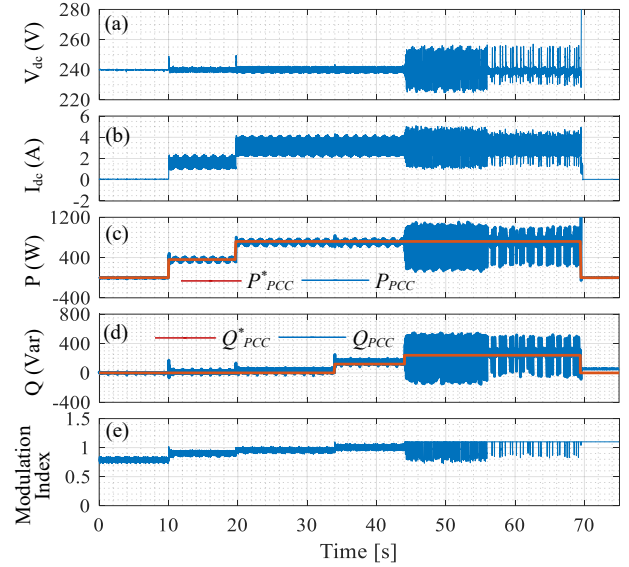 (a)
V_dc (V)
280
260
240
220
(b)
I_dc (A)
6
4
2
0
-2
(c)
P (W)
1200
400
-400
P*_PCC P_PCC
(d)
Q (Var)
800
400
0
-400
Q*_PCC Q_PCC
(e)
Modulation
Index
1.5
1
0.5
0
0 10 20 30 40 50 60 70
Time [s]